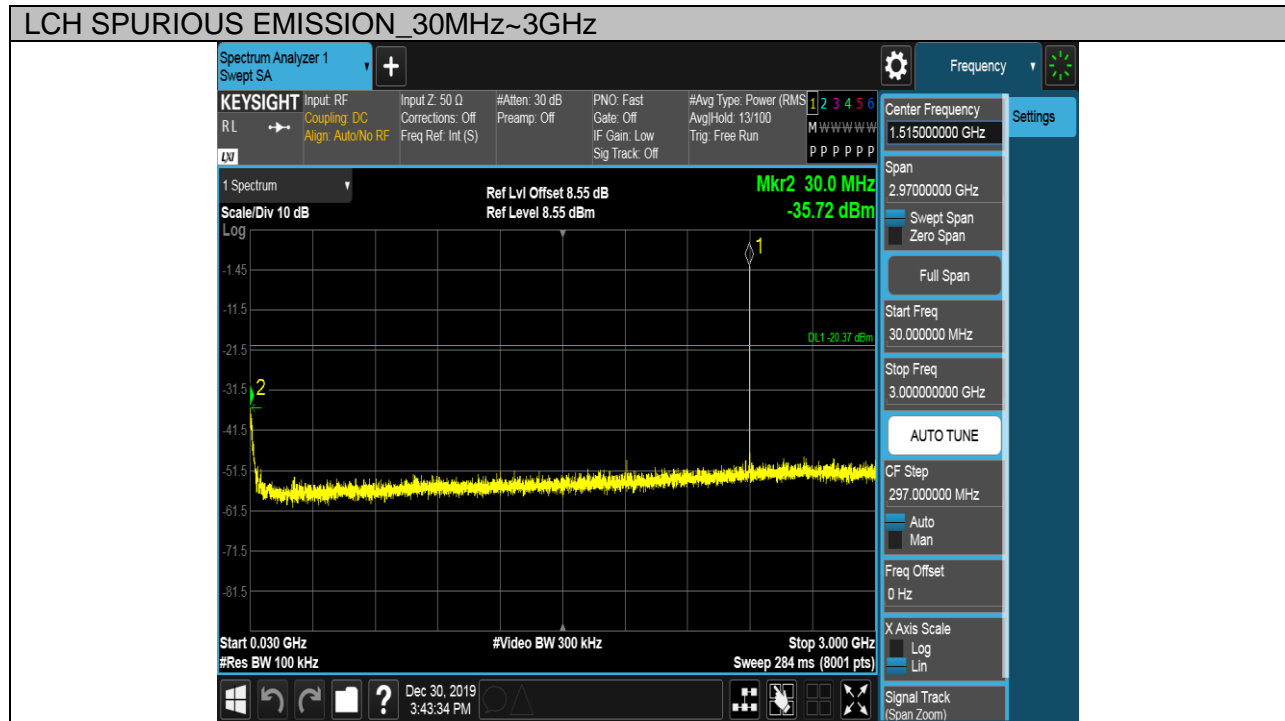 LCH SPURIOUS EMISSION_30MHz~3GHz
Spectrum Analyzer 1
Swept SA
Frequency
KEYSIGHT
RL
LXI
Input: RF
Coupling: DC
Align: Auto/No RF
Input Z: 50 Ω
Corrections: Off
Freq Ref: Int (S)
#Atten: 30 dB
Preamp: Off
PNO: Fast
Gate: Off
IF Gain: Low
Sig Track: Off
#Avg Type: Power (RMS
Avg|Hold: 13/100
Trig: Free Run
1 2 3 4 5 6
M W W W W W
P P P P P P
1 Spectrum
Scale/Div 10 dB
Log
Ref Lvl Offset 8.55 dB
Ref Level 8.55 dBm
Mkr2 30.0 MHz
-35.72 dBm
1
-1.45
-11.5
DL1 -20.37 dBm
-21.5
-31.5
2
-41.5
-51.5
-61.5
-71.5
-81.5
Start 0.030 GHz
#Video BW 300 kHz
Stop 3.000 GHz
#Res BW 100 kHz
Sweep 284 ms (8001 pts)
Dec 30, 2019
3:43:34 PM
Center Frequency
1.515000000 GHz
Settings
Span
2.97000000 GHz
Swept Span
Zero Span
Full Span
Start Freq
30.000000 MHz
Stop Freq
3.000000000 GHz
AUTO TUNE
CF Step
297.000000 MHz
Auto
Man
Freq Offset
0 Hz
X Axis Scale
Log
Lin
Signal Track
(Span Zoom)